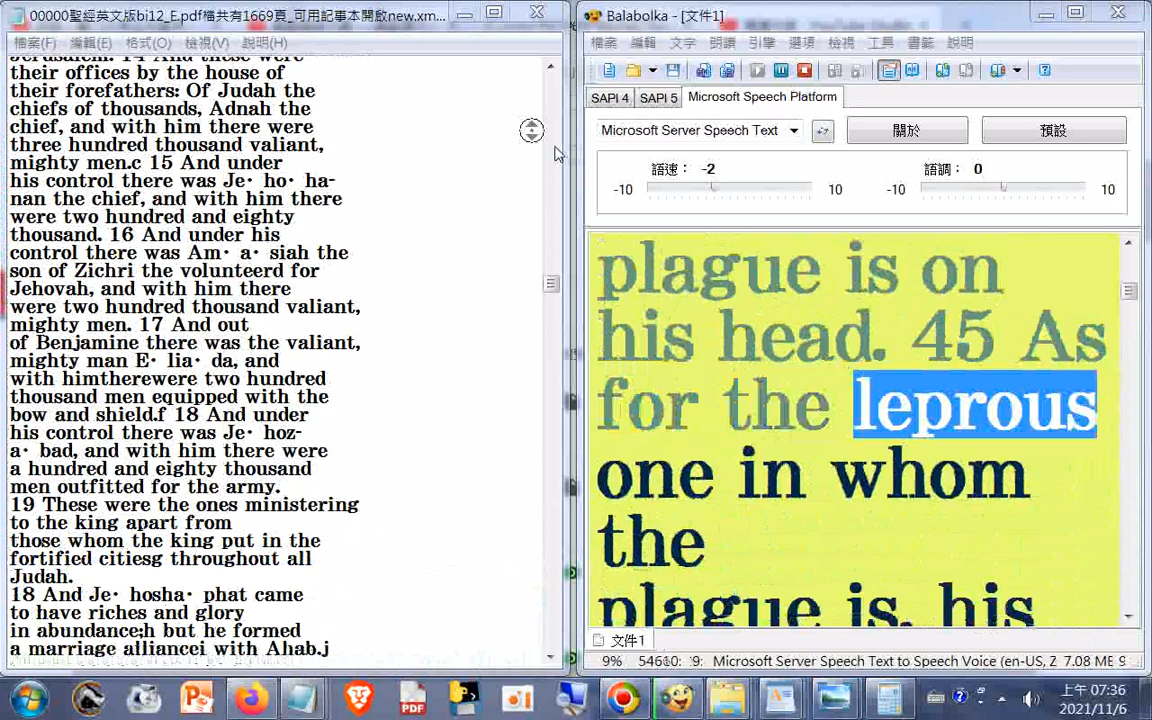 00000聖經英文版bi12_E.pdf檔共有1669頁_可用記事本開啟new.xm...
檔案(F) 編輯(E) 格式(O) 檢視(V) 說明(H)
Jerusalem. 14 And these were
their offices by the house of
their forefathers: Of Judah the
chiefs of thousands, Adnah the
chief, and with him there were
three hundred thousand valiant,
mighty men.c 15 And under
his control there was Je· ho· ha-
nan the chief, and with him there
were two hundred and eighty
thousand. 16 And under his
control there was Am· a· siah the
son of Zichri the volunteerd for
Jehovah, and with him there
were two hundred thousand valiant,
mighty men. 17 And out
of Benjamine there was the valiant,
mighty man E· lia· da, and
with himtherewere two hundred
thousand men equipped with the
bow and shield.f 18 And under
his control there was Je· hoz-
a· bad, and with him there were
a hundred and eighty thousand
men outfitted for the army.
19 These were the ones ministering
to the king apart from
those whom the king put in the
fortified citiesg throughout all
Judah.
18 And Je· hosha· phat came
to have riches and glory
in abundance;h but he formed
a marriage alliancei with Ahab.j
Balabolka - [文件1]
檔案 編輯 文字 朗讀 引擎 選項 檢視 工具 書籤 說明
SAPI 4 SAPI 5 Microsoft Speech Platform
Microsoft Server Speech Text 關於 預設
語速: -2 語調: 0
-10 10 -10 10
plague is on
his head. 45 As
for the leprous
one in whom
the
plague is, his
文件1
9% 54610: 9: Microsoft Server Speech Text to Speech Voice (en-US, Z 7.08 MB 9
PDF
上午 07:36
2021/11/6